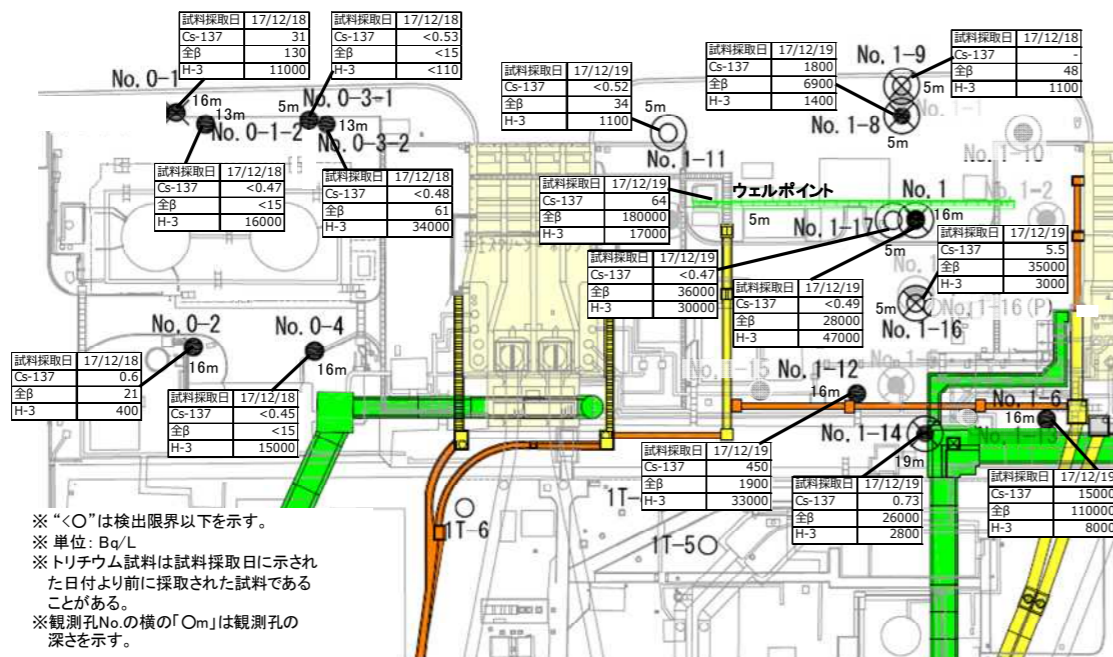 試料採取日 17/12/18
Cs-137 31
全β 130
H-3 11000
試料採取日 17/12/18
Cs-137 <0.53
全β <15
H-3 <110
試料採取日 17/12/19
Cs-137 <0.52
全β 34
H-3 1100
試料採取日 17/12/19
Cs-137 1800
全β 6900
H-3 1400
試料採取日 17/12/18
Cs-137 -
全β 48
H-3 1100
No. 0-1
16m
13m
No. 0-1-2
5m
No. 0-3-1
13m
No. 0-3-2
5m
No. 1-11
No. 1-9
5m
No. 1-8
5m
No. 1-10
試料採取日 17/12/18
Cs-137 <0.47
全β <15
H-3 16000
試料採取日 17/12/18
Cs-137 <0.48
全β 61
H-3 34000
試料採取日 17/12/19
Cs-137 64
全β 180000
H-3 17000
ウェルポイント
5m
No. 1
16m
No. 1-17
5m
No. 1-2
試料採取日 17/12/19
Cs-137 <0.47
全β 36000
H-3 30000
試料採取日 17/12/19
Cs-137 <0.49
全β 28000
H-3 47000
試料採取日 17/12/19
Cs-137 5.5
全β 35000
H-3 3000
5m
No. 1-16
No. 1-16(P)
No. 0-2
16m
No. 0-4
16m
試料採取日 17/12/18
Cs-137 0.6
全β 21
H-3 400
試料採取日 17/12/18
Cs-137 <0.45
全β <15
H-3 15000
No. 1-15
No. 1-12
16m
No. 1-6
16m
No. 1-14
19m
No. 1-13
試料採取日 17/12/19
Cs-137 450
全β 1900
H-3 33000
試料採取日 17/12/19
Cs-137 0.73
全β 26000
H-3 2800
試料採取日 17/12/19
Cs-137 15000
全β 110000
H-3 8000
1T-6
1T-5
※ “<○”は検出限界以下を示す。
※ 単位: Bq/L
※ トリチウム試料は試料採取日に示され
た日付より前に採取された試料である
ことがある。
※観測孔No.の横の「○m」は観測孔の
深さを示す。